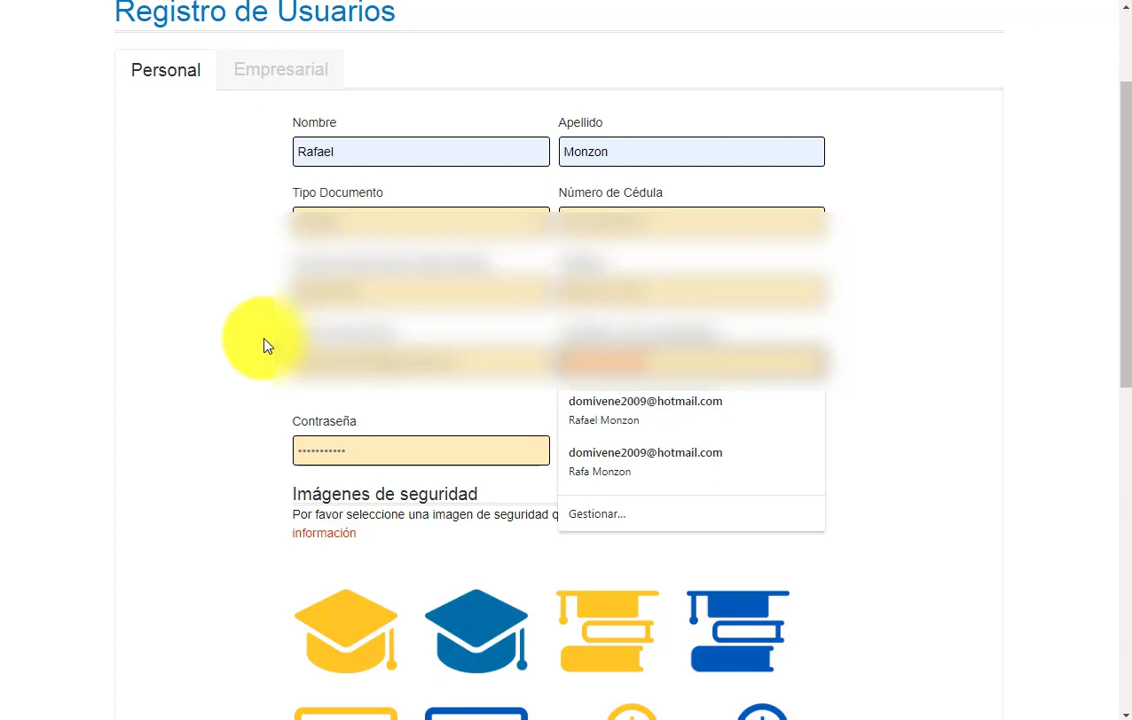 Registro de Usuarios
Personal
Empresarial
Nombre
Apellido
Rafael
Monzon
Tipo Documento
Número de Cédula
domivene2009@hotmail.com
Rafael Monzon
domivene2009@hotmail.com
Rafa Monzon
Gestionar...
Contraseña
•••••••••••
Imágenes de seguridad
Por favor seleccione una imagen de seguridad q
información